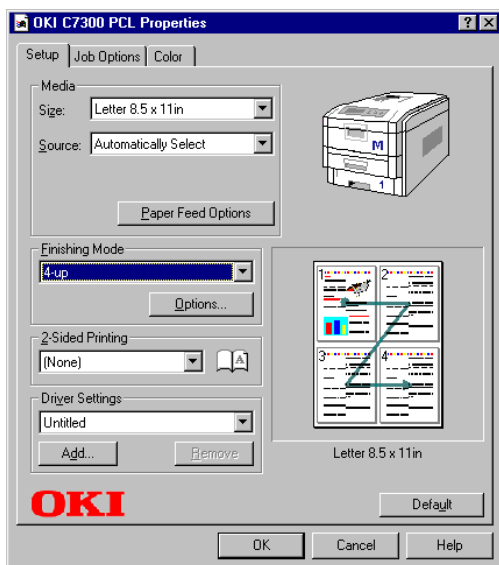 OKI C7300 PCL Properties
Setup
Job Options
Color
Media
Size:
Letter 8.5 x 11in
Source:
Automatically Select
Paper Feed Options
M
1
Finishing Mode
4-up
Options...
2-Sided Printing
(None)
A
Driver Settings
Untitled
Add...
Remove
1
2
3
4
Letter 8.5 x 11in
OKI
Default
OK
Cancel
Help